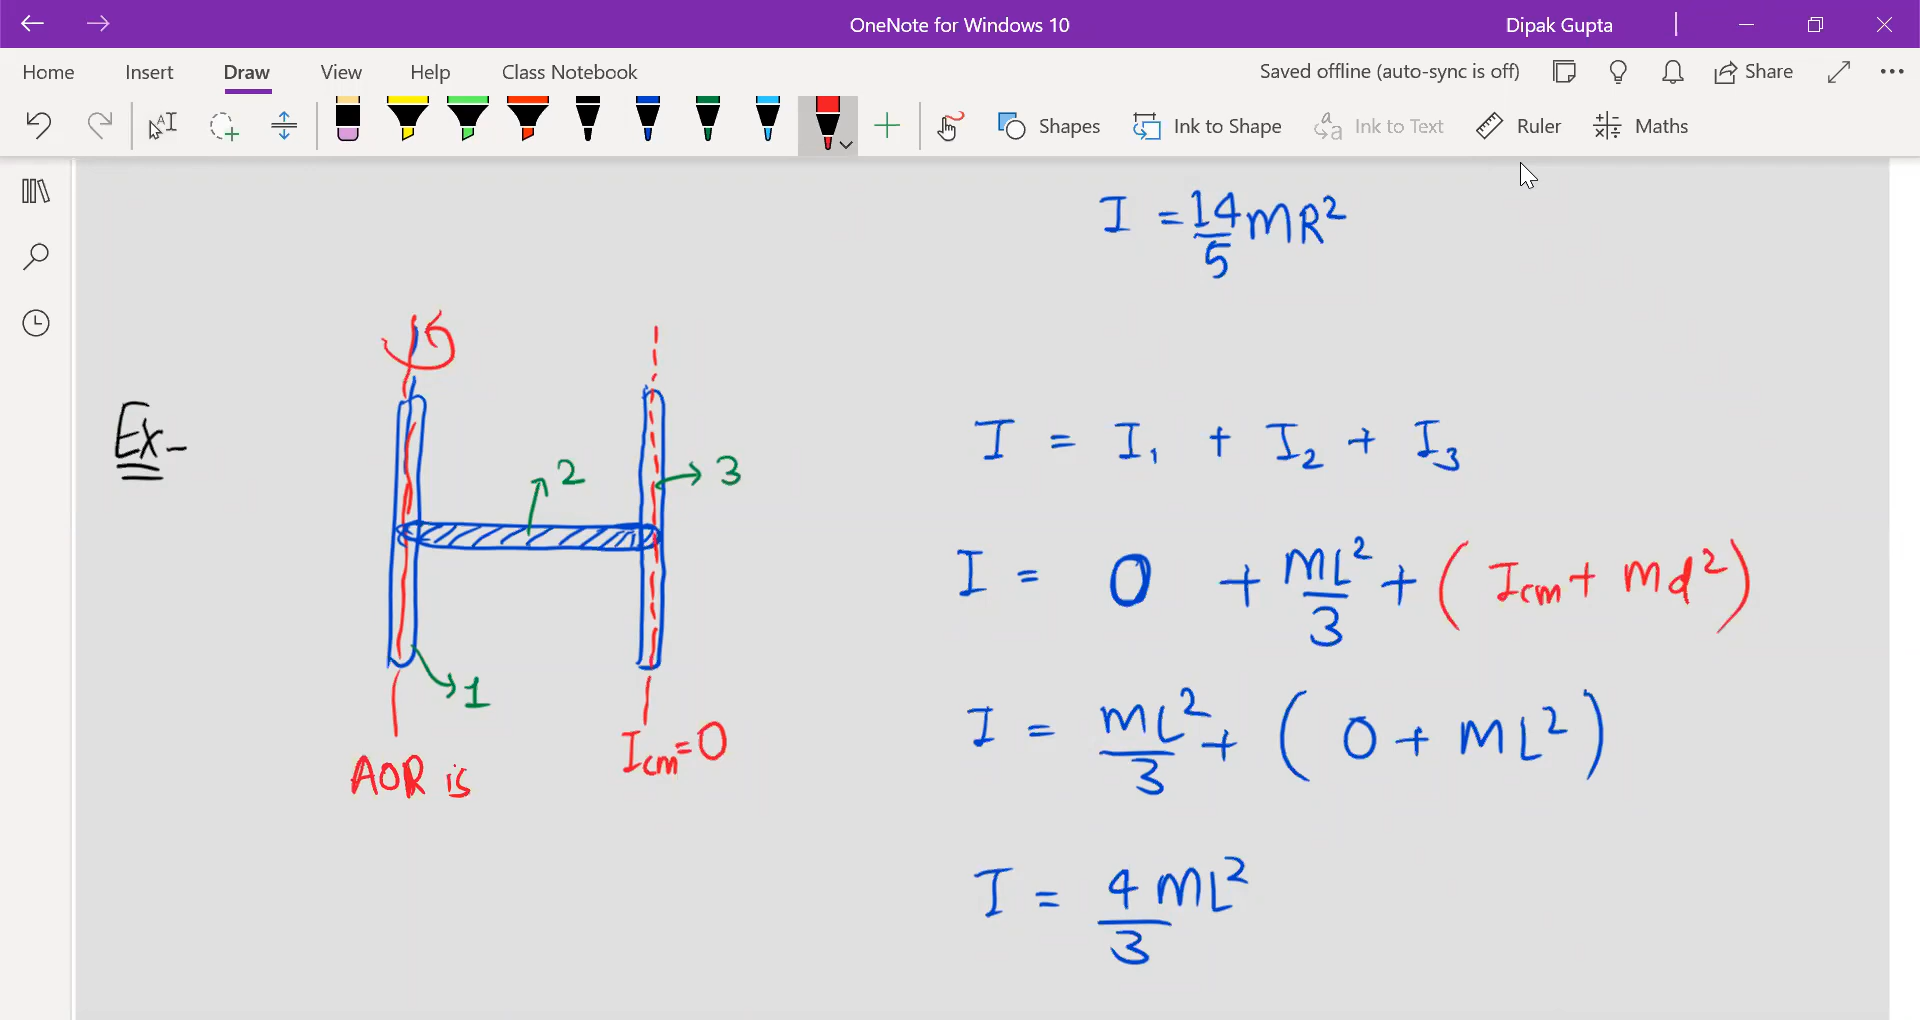 OneNote for Windows 10
Dipak Gupta
Home Insert Draw View Help Class Notebook
Saved offline (auto-sync is off) Share
Shapes Ink to Shape Ink to Text Ruler Maths
I = 14/5 mR²
Ex-
2
3
1
AOR is
Icm = 0
I = I₁ + I₂ + I₃
I = 0 + mL²/3 + (Icm + md²)
I = mL²/3 + (0 + mL²)
I = 4/3 mL²